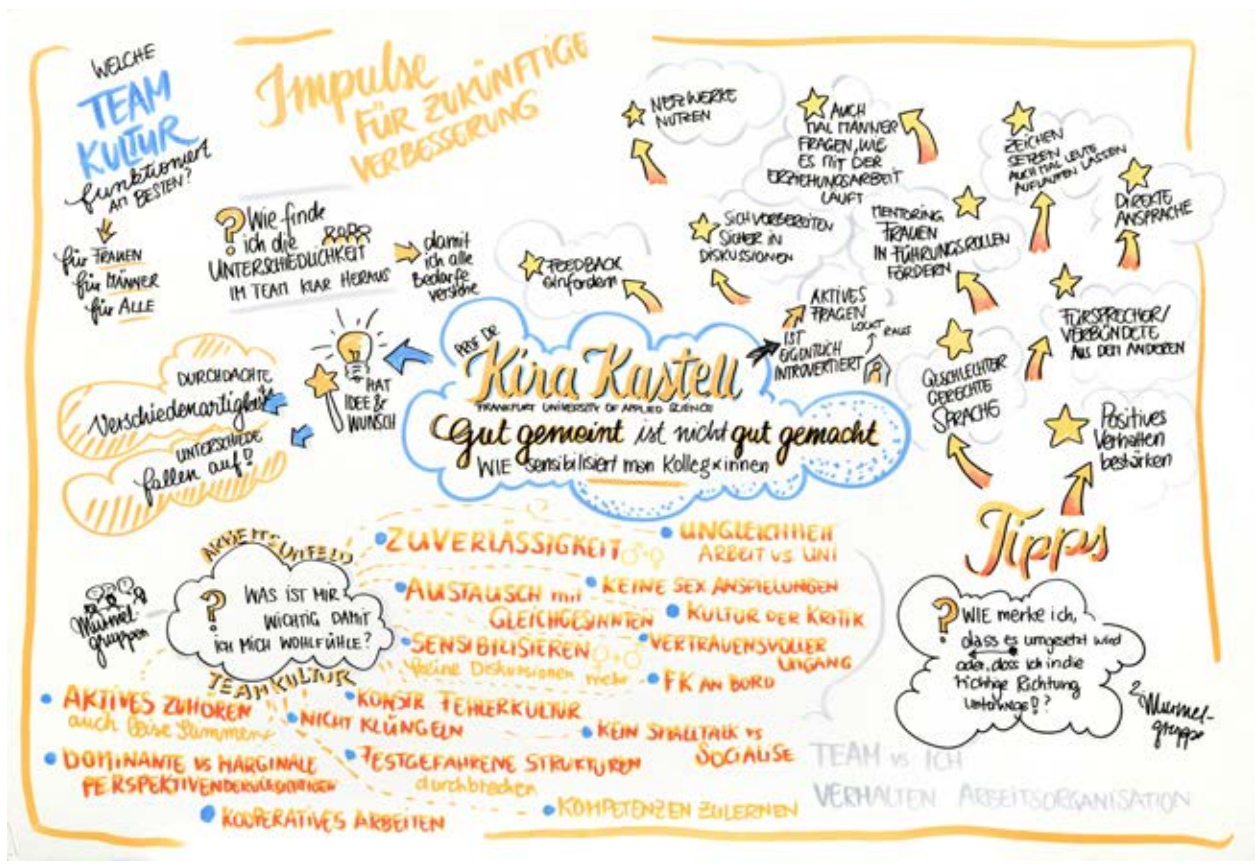 WELCHE
TEAM
KULTUR
funktioniert
AM BESTEN?
für FRAUEN
für MÄNNER
für ALLE
Impulse
FÜR ZUKÜNFTIGE
VERBESSERUNG
? Wie finde
ich die
UNTERSCHIEDLICHKEIT
IM TEAM KLAR HERAUS
damit
ich alle
Bedarfe
verstehe
NETZWERKE
NUTZEN
AUCH
MAL MÄNNER
FRAGEN, WIE
ES MIT DER
ERZIEHUNGSARBEIT
LÄUFT
ZEICHEN
SETZEN
AUCH MAL LEUTE
AUFLAUFEN LASSEN
DIREKTE
ANSPRACHE
FEEDBACK
einfordern
SICH VORBEREITEN
SICHER IN
DISKUSSIONEN
MENTORING
FRAUEN
IN FÜHRUNGSROLLEN
FÖRDERN
FÜRSPRECHER/
VERBÜNDETE
AUS DEN ANDEREN
GESCHLECHTER
GERECHTE
SPRACHE
Positives
Verhalten
bestärken
Tipps
AKTIVES
FRAGEN
LOCKT RAUS
IST
EIGENTLICH
INTROVERTIERT
PROF. DR.
Kira Kastell
FRANKFURT UNIVERSITY OF APPLIED SCIENCE
Gut gemeint ist nicht gut gemacht
WIE sensibilisiert man Kolleg*innen
HAT
IDEE &
WUNSCH
DURCHDACHTE
Verschiedenartigkeit
UNTERSCHIEDE
fallen auf!
ARBEITSUMFELD
? WAS IST MIR
WICHTIG DAMIT
ICH MICH WOHLFÜHLE?
TEAMKULTUR
Murmel-
gruppen
ZUVERLÄSSIGKEIT
UNGLEICHHEIT
ARBEIT VS UNI
AUSTAUSCH mit
GLEICHGESINNTEN
KEINE SEX ANSPIELUNGEN
KULTUR DER KRITIK
SENSIBILISIEREN
keine Diskussionen mehr
VERTRAUENSVOLLER
UMGANG
FK AN BORD
AKTIVES ZUHÖREN
auch leise Stimmen
KONSTR FEHLERKULTUR
NICHT KLÜNGELN
KEIN SMALLTALK vs
SOCIALISE
DOMINANTE VS MARGINALE
PERSPEKTIVEN
FESTGEFAHRENE STRUKTUREN
durchbrechen
KOOPERATIVES ARBEITEN
KOMPETENZEN ZULERNEN
TEAM vs ICH
VERHALTEN ARBEITSORGANISATION
? WIE merke ich,
dass es umgesetzt wird
oder, dass ich in die
richtige Richtung
unterwegs?
2. Murmel-
gruppe